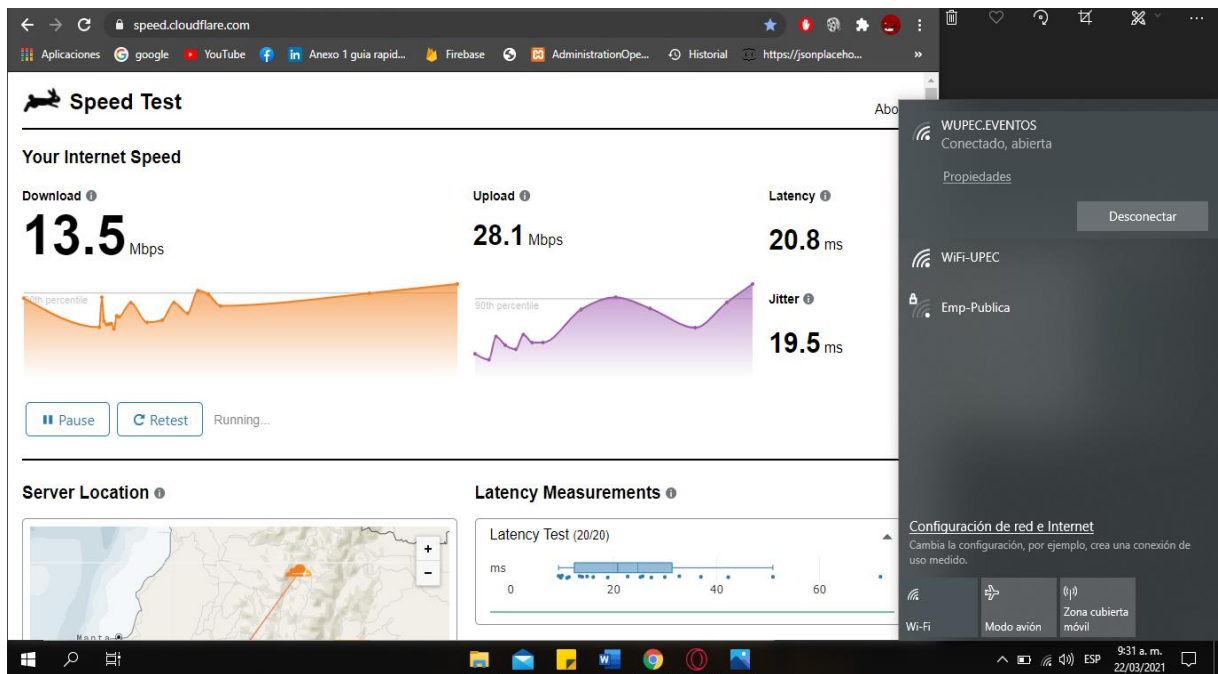 speed.cloudflare.com
Aplicaciones google YouTube Anexo 1 guia rapid... Firebase AdministrationOpe... Historial https://jsonplaceho... »
Speed Test
Abo
Your Internet Speed
Download Upload Latency
13.5 Mbps 28.1 Mbps 20.8 ms
90th percentile 90th percentile Jitter
19.5 ms
Pause Retest Running...
Server Location Latency Measurements
Latency Test (20/20)
+
ms
-
0 20 40 60
Manta
WUPEC.EVENTOS
Conectado, abierta
Propiedades
Desconectar
WiFi-UPEC
Emp-Publica
Configuración de red e Internet
Cambia la configuración, por ejemplo, crea una conexión de
uso medido.
Wi-Fi Modo avión Zona cubierta
móvil
ESP 9:31 a. m.
22/03/2021